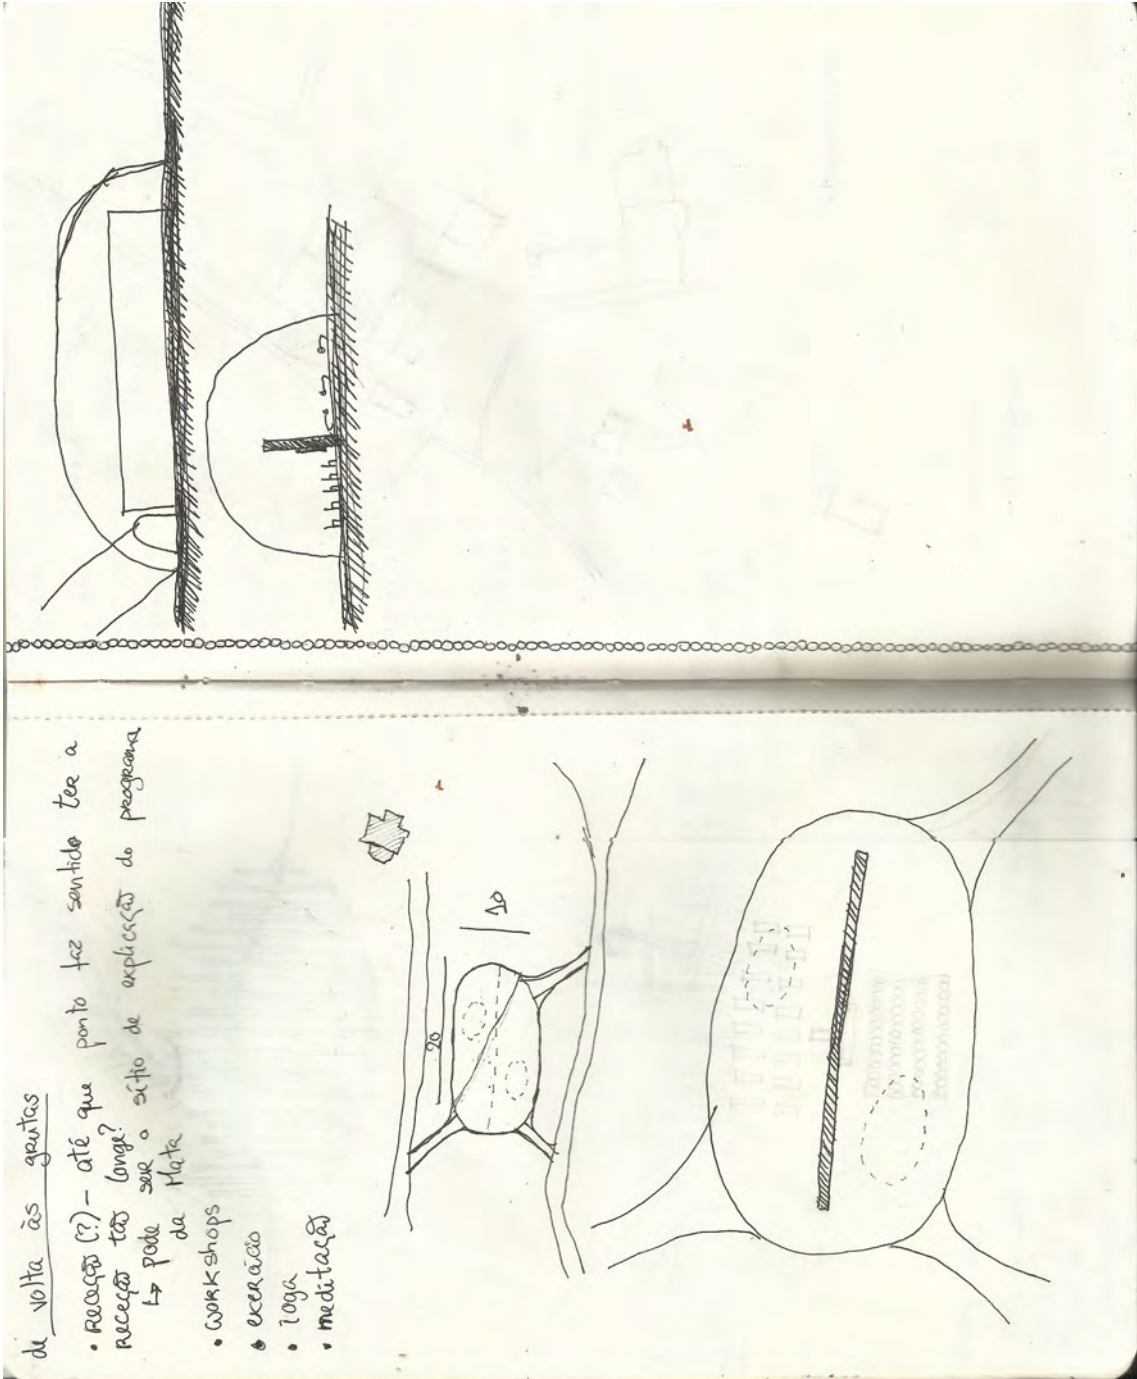 de volta às grutas
• Receção (?) – até que ponto faz sentido ter a
receção tão longe?
↳ pode ser o sítio de explicação do programa
da Mata
• workshops
• exercício
• ioga
• meditação
20
10